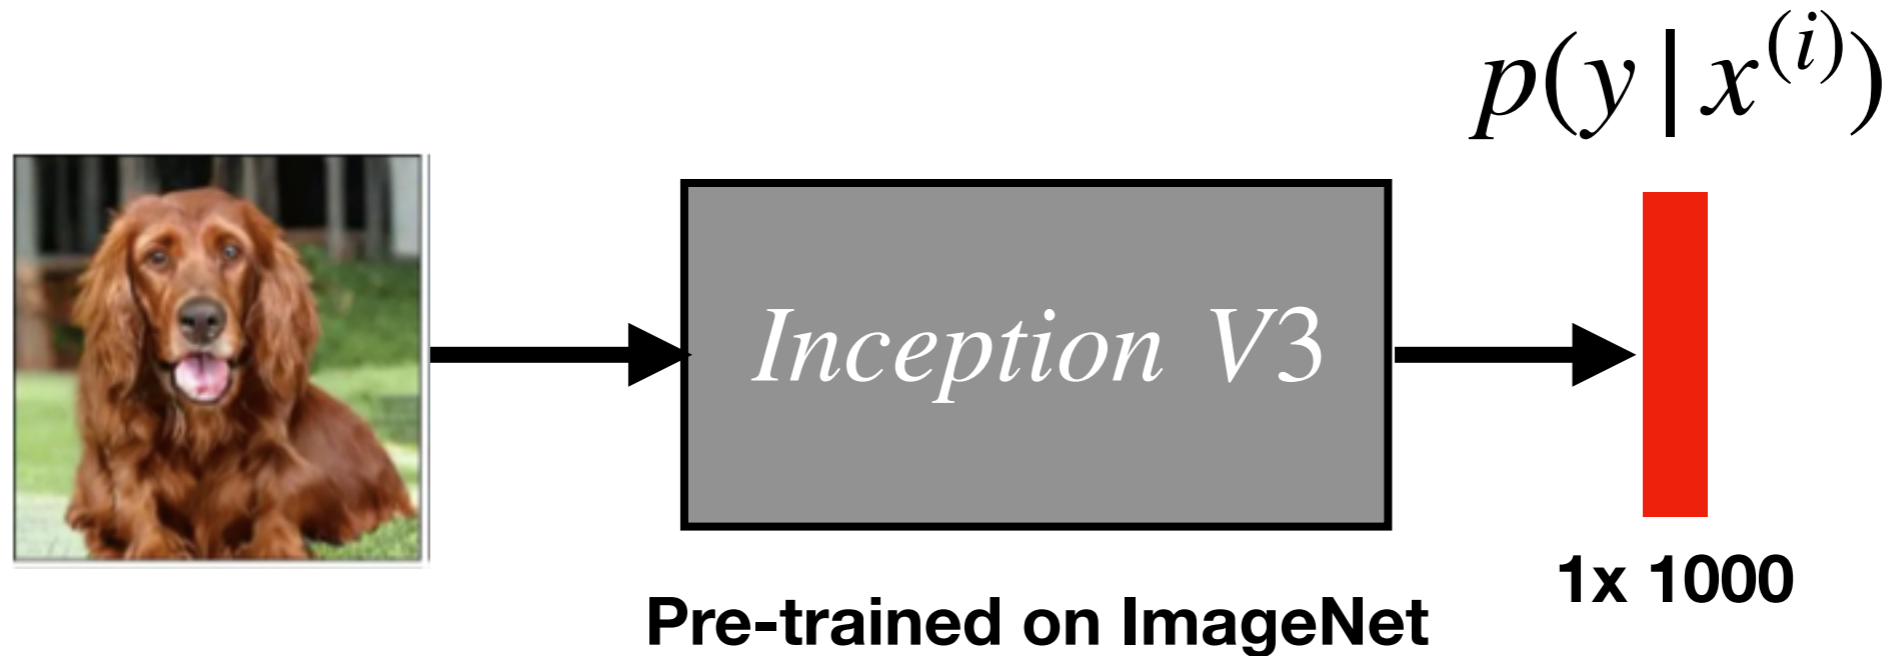 p(y|x^{(i)})
Inception V3
1x 1000
Pre-trained on ImageNet